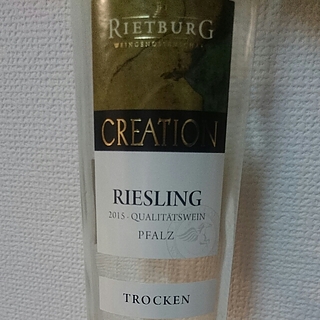 RIETBURG
WEINGENOSSENSCHAFT
CREATION
RIESLING
2015 - QUALITÄTSWEIN
PFALZ
TROCKEN